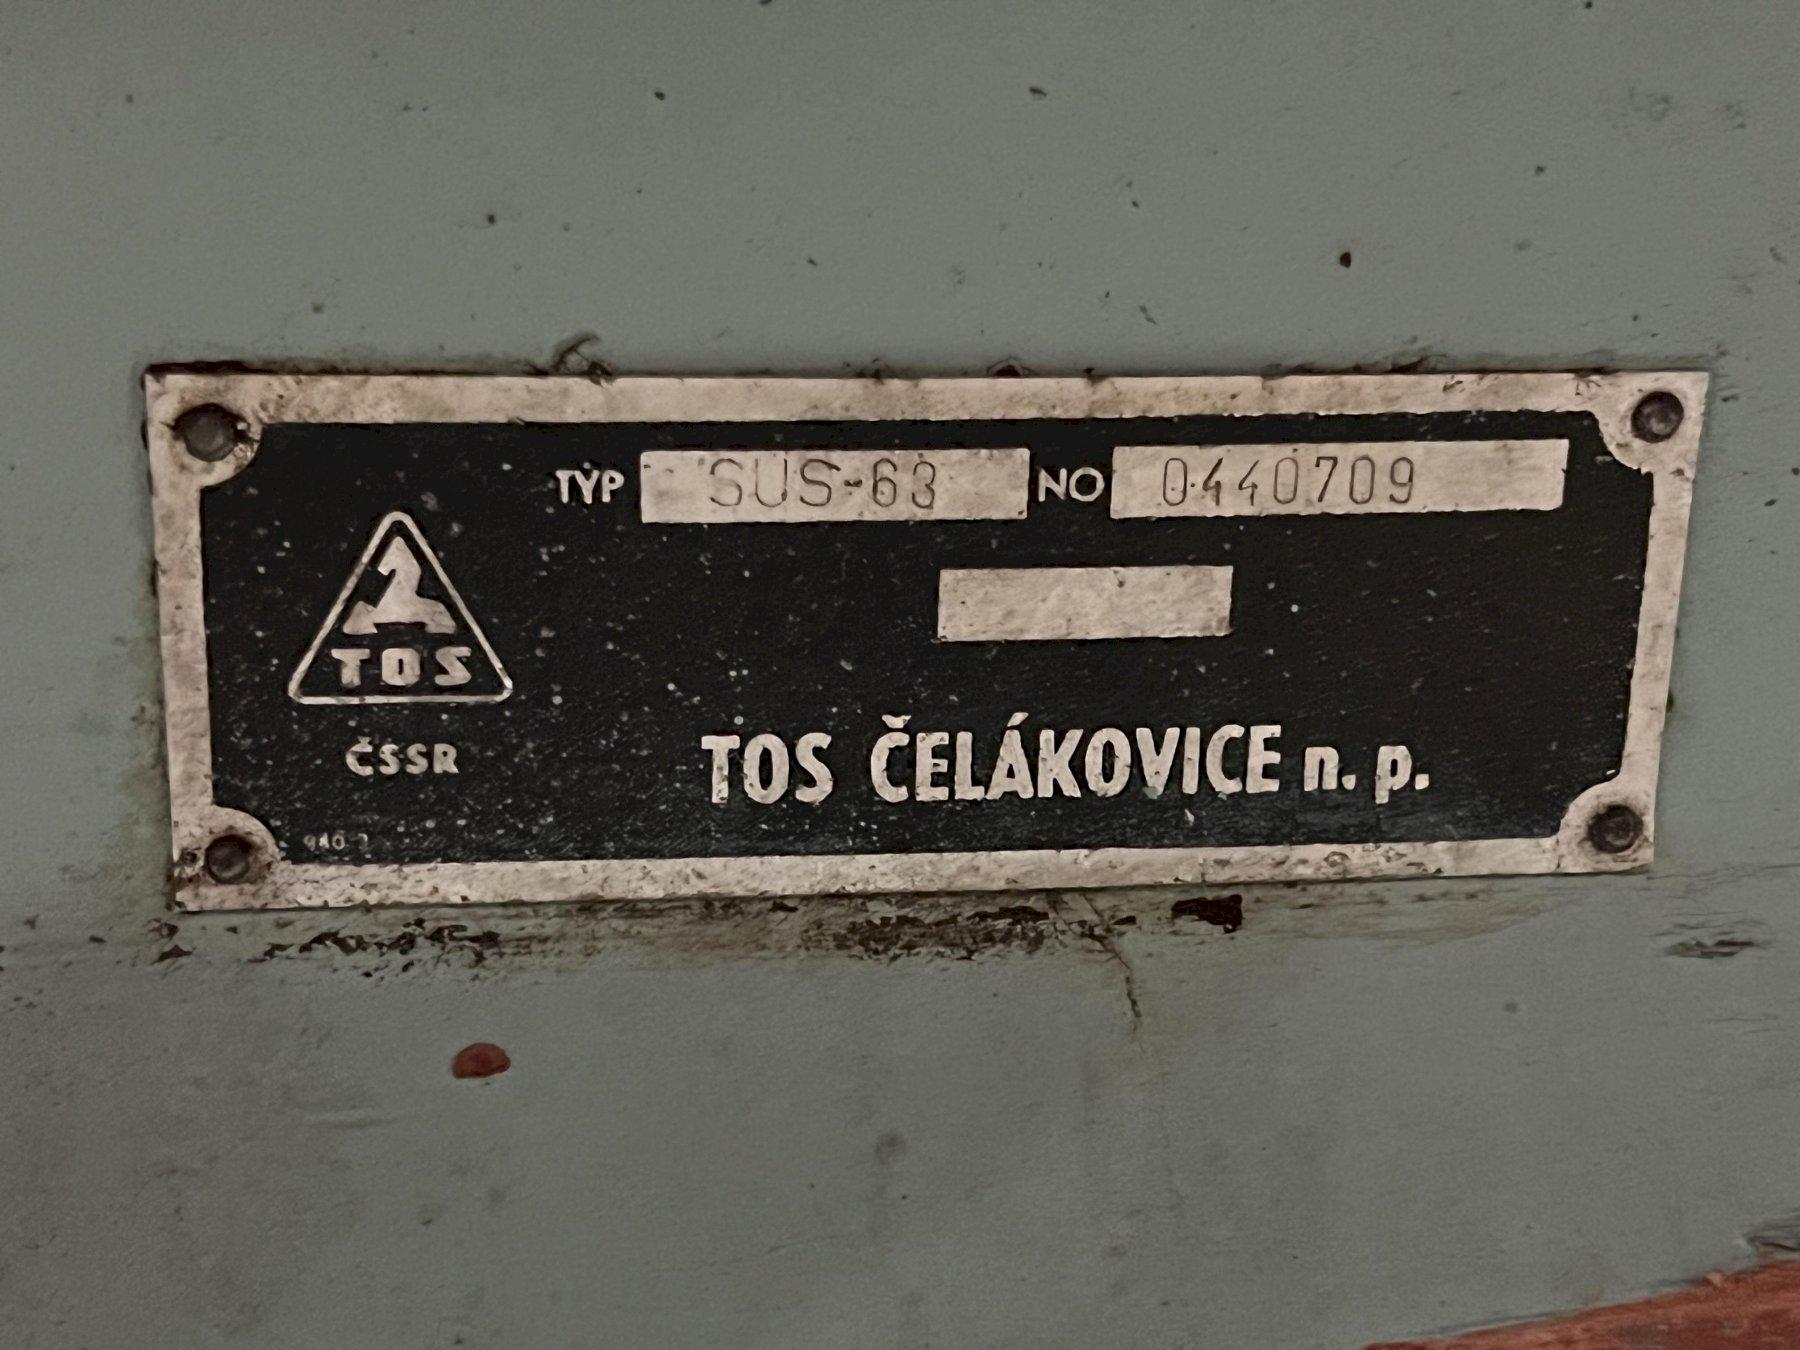 TYP SUS-63 NO 0440709
TOS
ČSSR
TOS ČELÁKOVICE n. p.